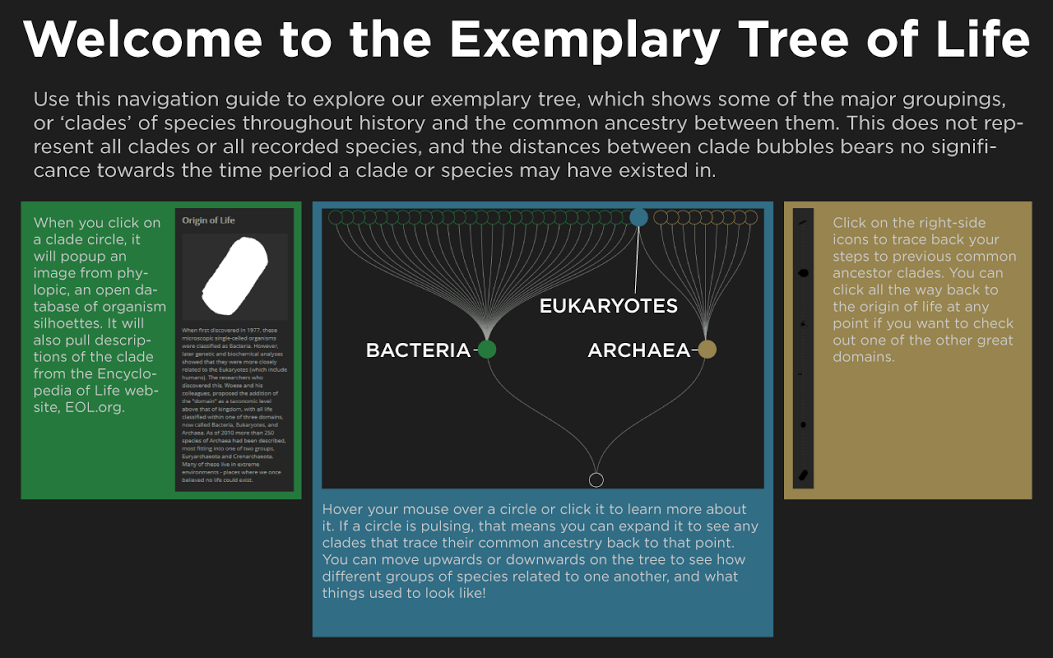 Welcome to the Exemplary Tree of Life
Use this navigation guide to explore our exemplary tree, which shows some of the major groupings,
or ‘clades’ of species throughout history and the common ancestry between them. This does not rep-
resent all clades or all recorded species, and the distances between clade bubbles bears no signifi-
cance towards the time period a clade or species may have existed in.
When you click on
a clade circle, it
will popup an
image from phy-
lopic, an open da-
tabase of organism
silhoettes. It will
also pull descrip-
tions of the clade
from the Encyclo-
pedia of Life web-
site, EOL.org.
Origin of Life
When first discovered in 1977, these
microscopic single-celled organisms
were classified as Bacteria. However,
later genetic and biochemical analyses
showed that they were more closely
related to the Eukaryotes (which include
humans). The researchers who
discovered this, Woese and his
colleagues, proposed the addition of
the "domain" as a taxonomic level
above that of kingdom, with all life
classified within one of three domains,
now called Bacteria, Eukaryotes, and
Archaea. As of 2010 more than 250
species of Archaea had been described,
most fitting into one of two groups,
Euryarchaeota and Crenarchaeota.
Many of these live in extreme
environments - places where we once
believed no life could exist.
EUKARYOTES
BACTERIA
ARCHAEA
Hover your mouse over a circle or click it to learn more about
it. If a circle is pulsing, that means you can expand it to see any
clades that trace their common ancestry back to that point.
You can move upwards or downwards on the tree to see how
different groups of species related to one another, and what
things used to look like!
Click on the right-side
icons to trace back your
steps to previous common
ancestor clades. You can
click all the way back to
the origin of life at any
point if you want to check
out one of the other great
domains.